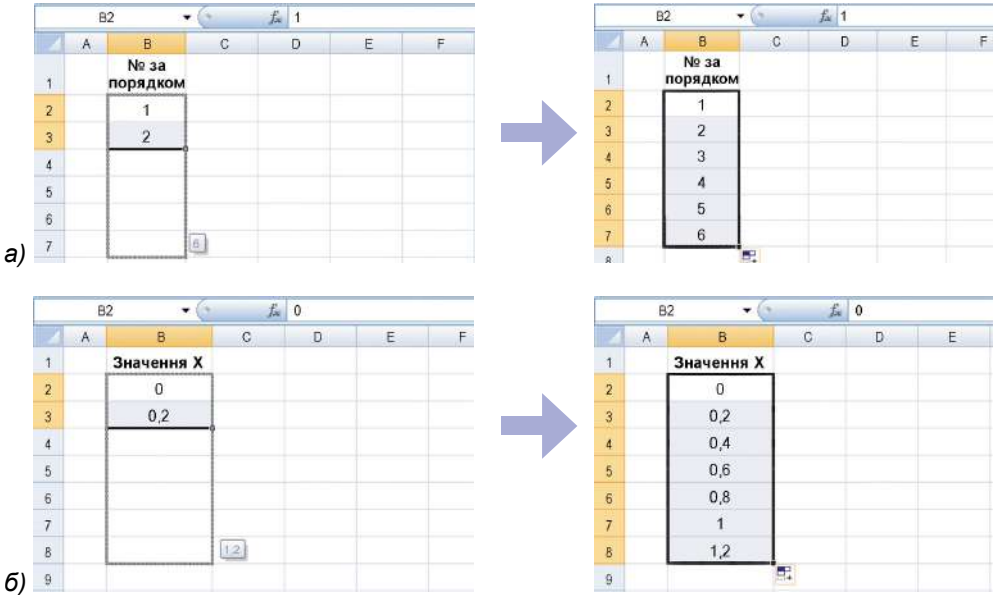 B2 fx 1
A B C D E F
1 № за порядком
2 1
3 2
4
5
6
7
6
а)
B2 fx 1
A B C D E F
1 № за порядком
2 1
3 2
4 3
5 4
6 5
7 6
8
B2 fx 0
A B C D E F
1 Значення X
2 0
3 0,2
4
5
6
7
8
1,2
9
б)
B2 fx 0
A B C D E
1 Значення X
2 0
3 0,2
4 0,4
5 0,6
6 0,8
7 1
8 1,2
9